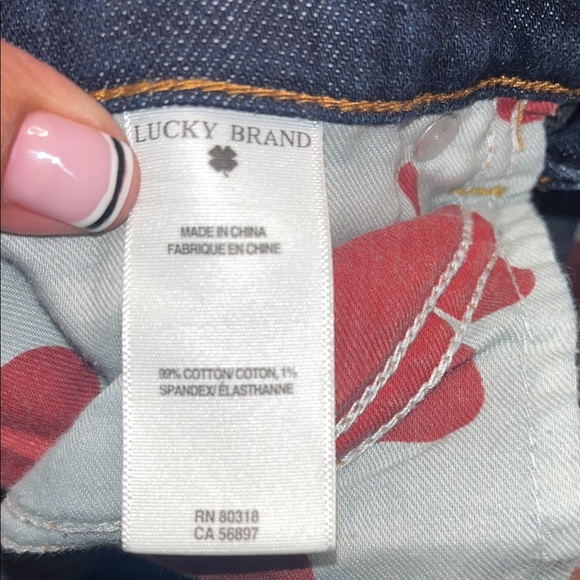 LUCKY BRAND
MADE IN CHINA
FABRIQUE EN CHINE
99% COTTON/COTON, 1%
SPANDEX/ÉLASTHANNE
RN 80318
CA 56897